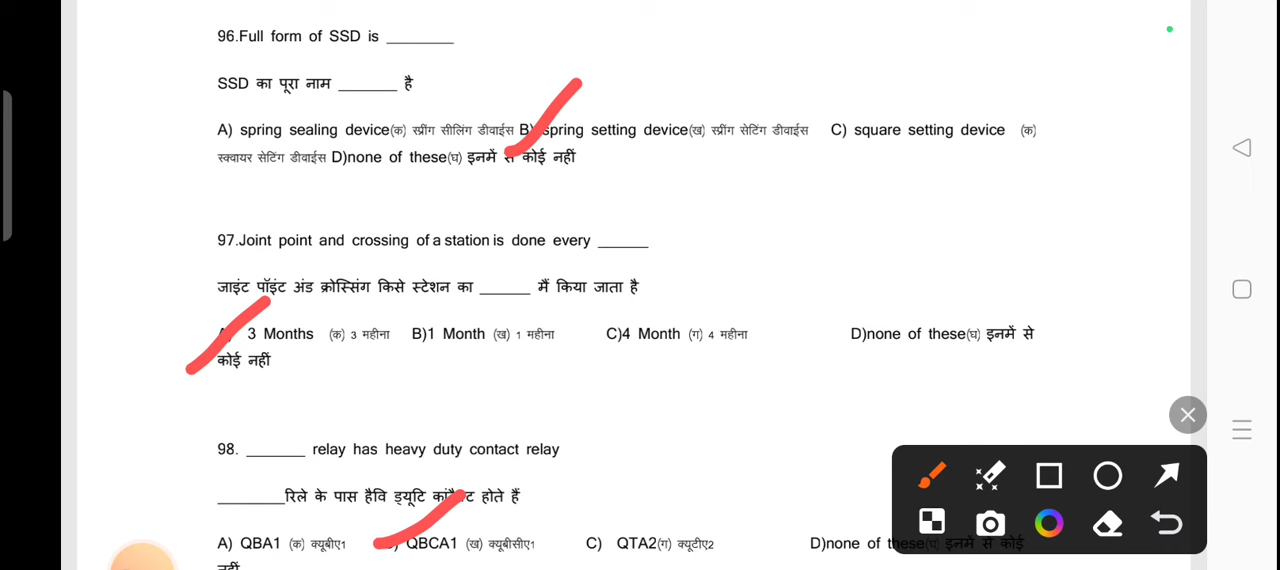 96.Full form of SSD is ________
SSD का पूरा नाम _______ है
A) spring sealing device(क) स्प्रींग सीलिंग डीवाईस B) spring setting device(ख) स्प्रींग सेटिंग डीवाईस C) square setting device (क)
स्क्वायर सेटिंग डीवाईस D)none of these(घ) इनमें से कोई नहीं
97.Joint point and crossing of a station is done every ______
जाइंट पॉइंट अंड क्रोस्सिंग किसे स्टेशन का ______ मैं किया जाता है
A) 3 Months (क) 3 महीना B)1 Month (ख) 1 महीना C)4 Month (ग) 4 महीना D)none of these(घ) इनमें से
कोई नहीं
98. _______ relay has heavy duty contact relay
________रिले के पास हैवि ड्यूटि होते हैं
A) QBA1 (क) क्यूबीए1 QBCA1 (ख) क्यूबीसीए1 C) QTA2(ग) क्यूटीए2 D)none of these(घ) इनमें से कोई
नहीं